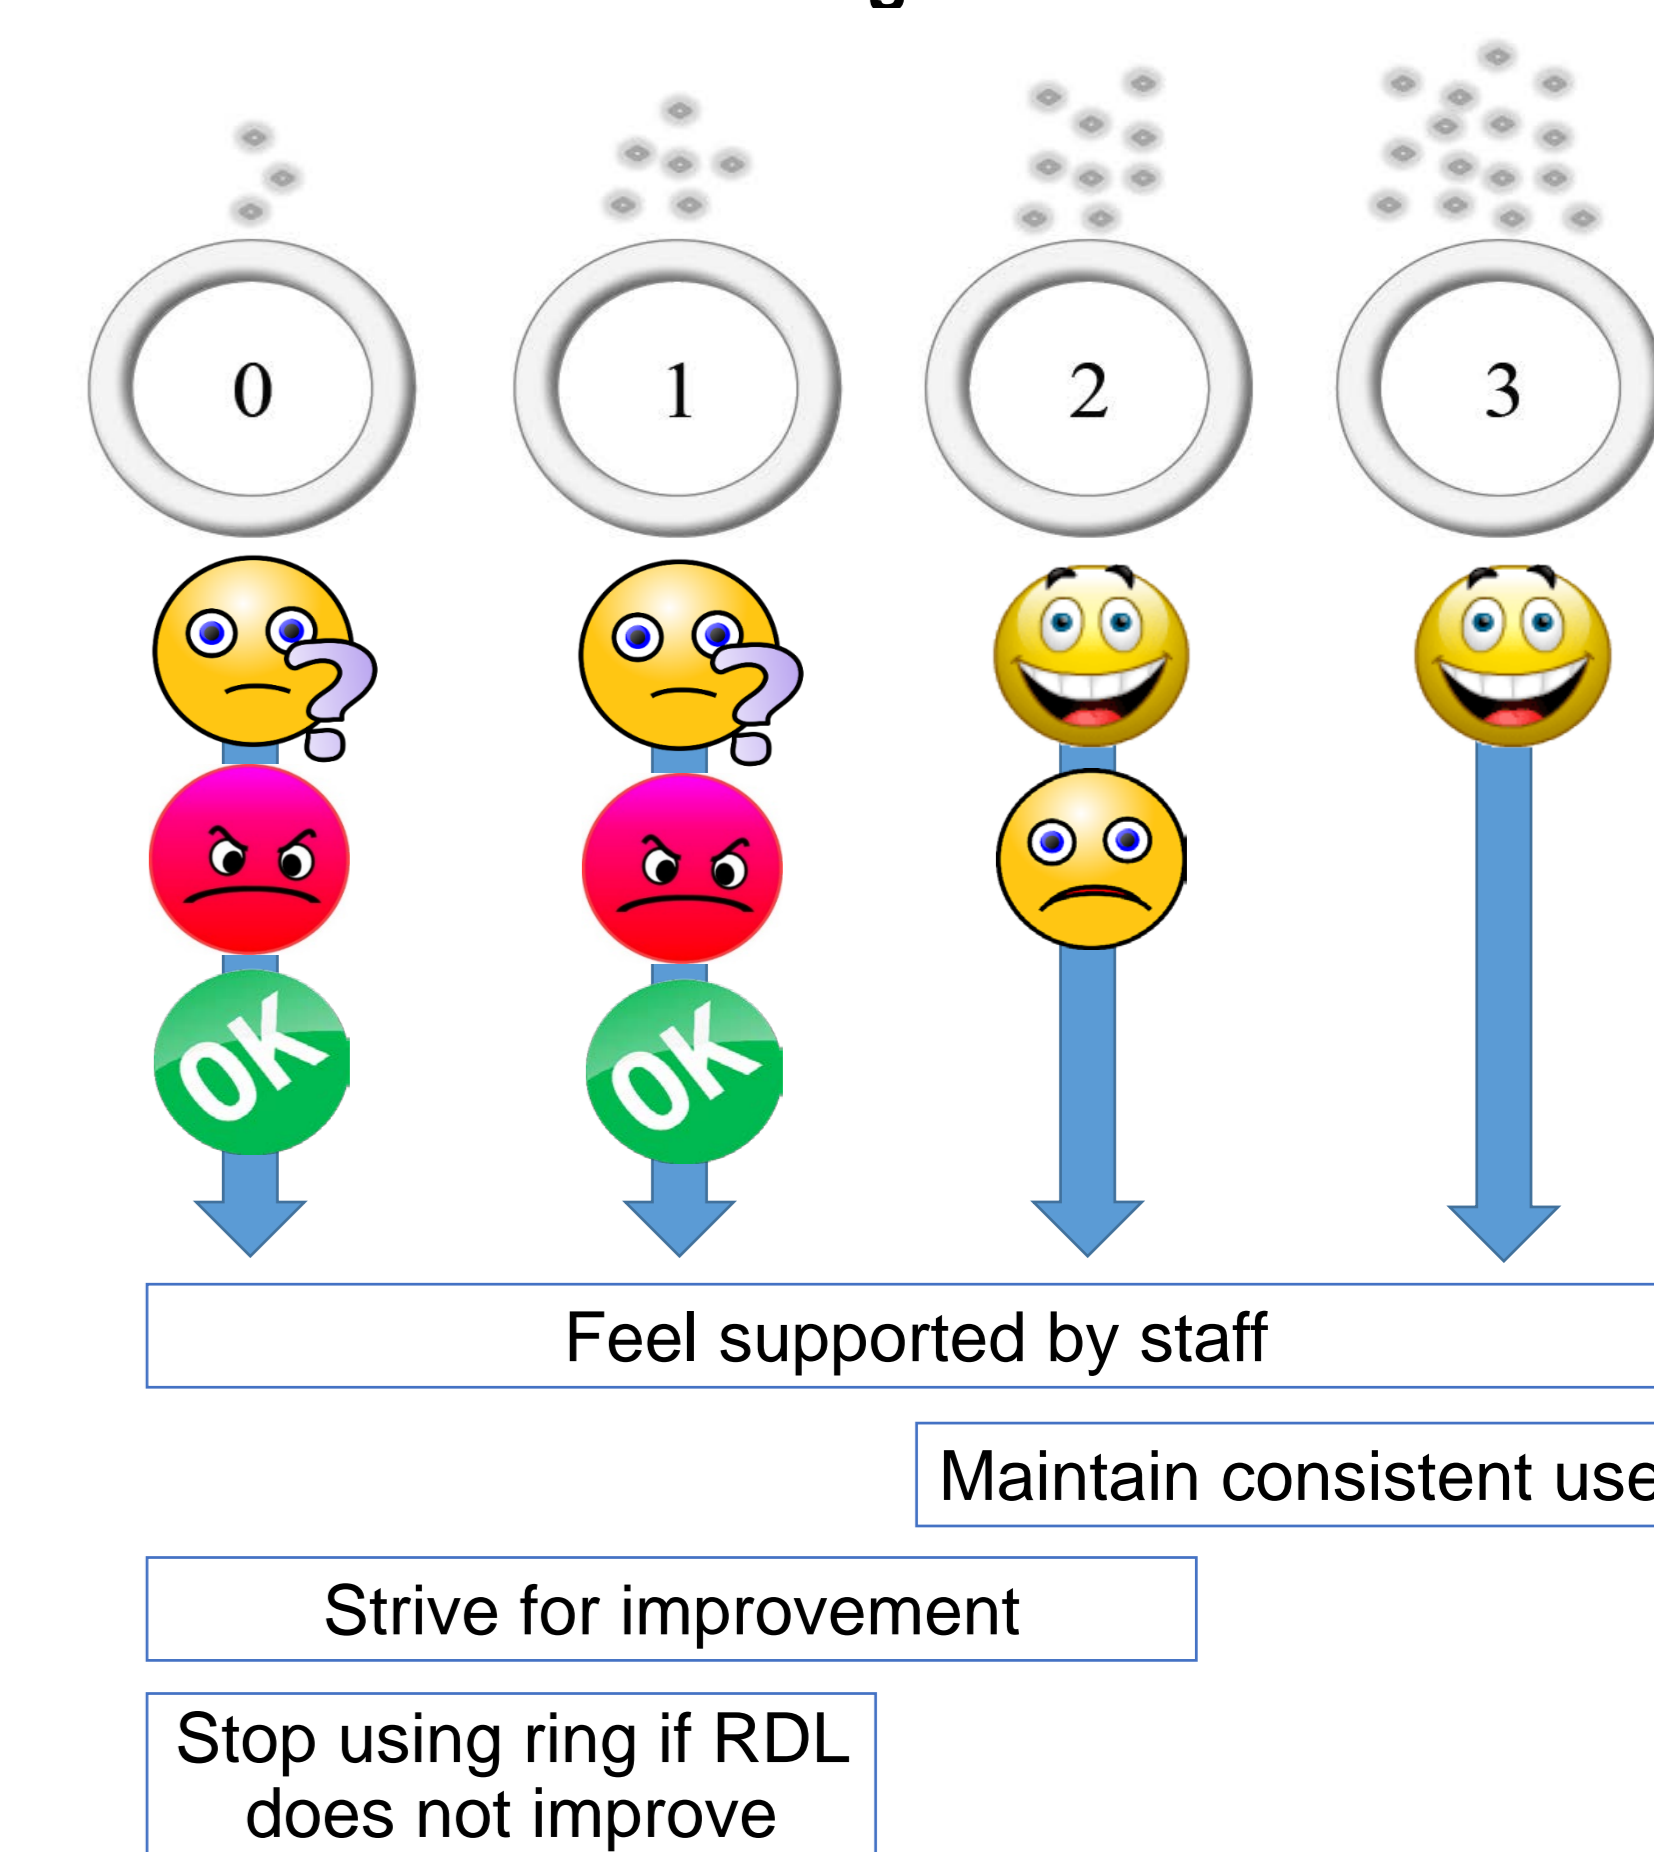 0 1 2 3
OK OK
Feel supported by staff
Maintain consistent use
Strive for improvement
Stop using ring if RDL
does not improve